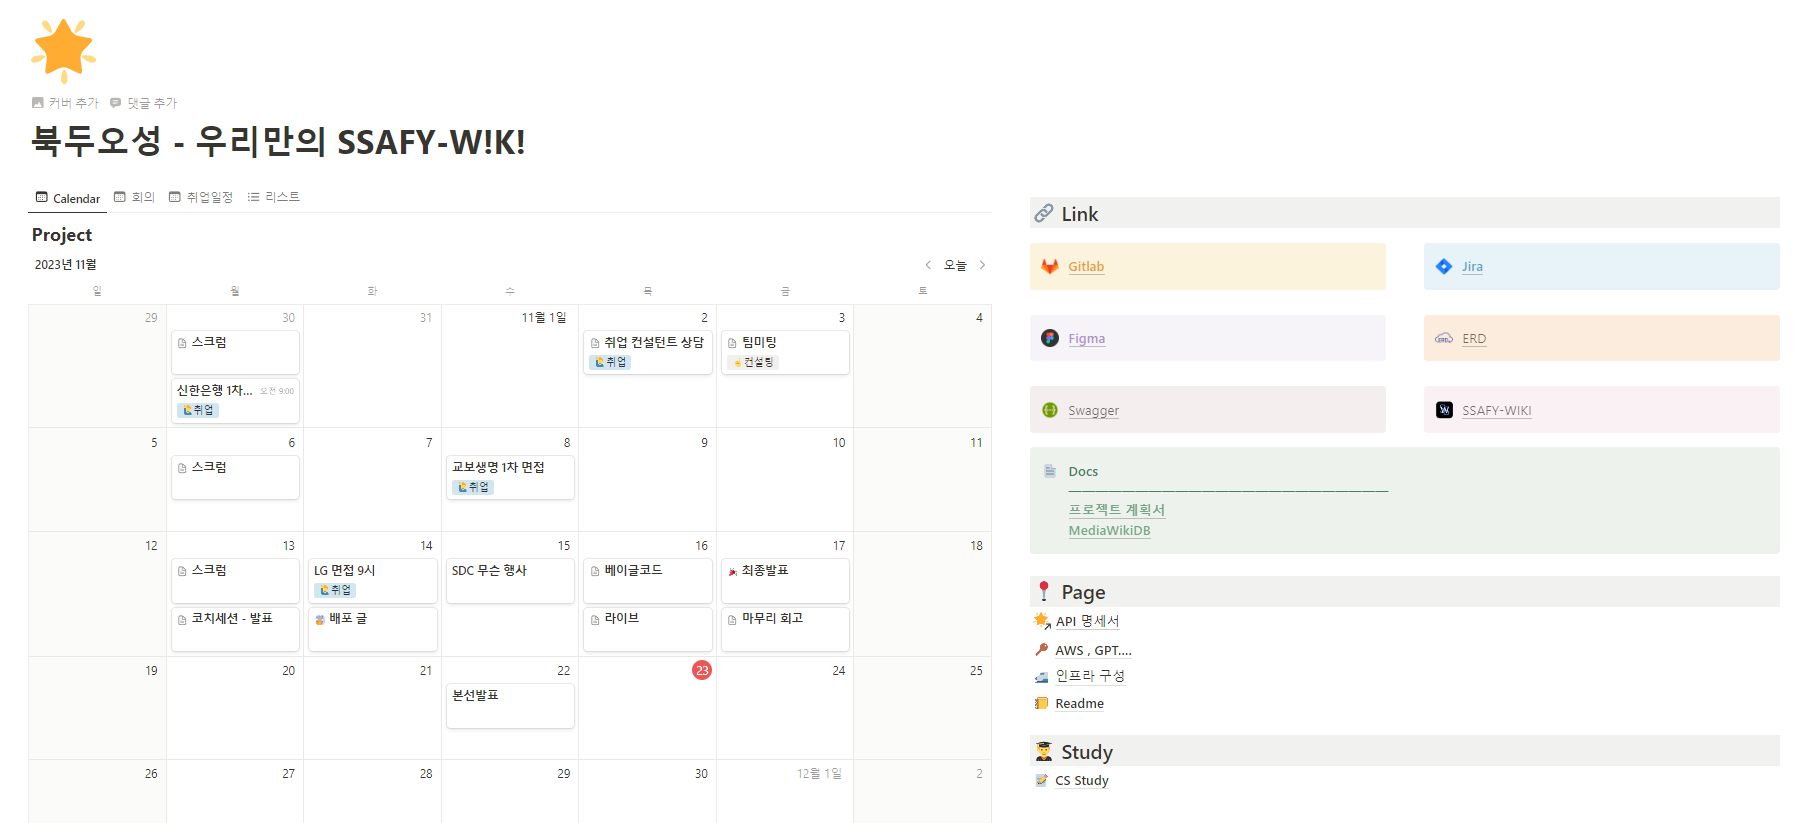 커버 추가 댓글 추가
북두오성 - 우리만의 SSAFY-W!K!
Calendar 회의 취업일정 리스트
Project
2023년 11월 오늘
일 월 화 수 목 금 토
29 30 31 11월 1일 2 3 4
스크럼 취업 컨설턴트 상담 팀미팅
취업 컨설팅
신한은행 1차... 오전 9:00
취업
5 6 7 8 9 10 11
스크럼 교보생명 1차 면접
취업
12 13 14 15 16 17 18
스크럼 LG 면접 9시 SDC 무슨 행사 베이글코드 최종발표
취업
코치세션 - 발표 배포 글 라이브 마무리 회고
19 20 21 22 23 24 25
본선발표
26 27 28 29 30 12월 1일 2
Link
Gitlab Jira
Figma ERD
Swagger SSAFY-WIKI
Docs
프로젝트 계획서
MediaWikiDB
Page
API 명세서
AWS , GPT....
인프라 구성
Readme
Study
CS Study